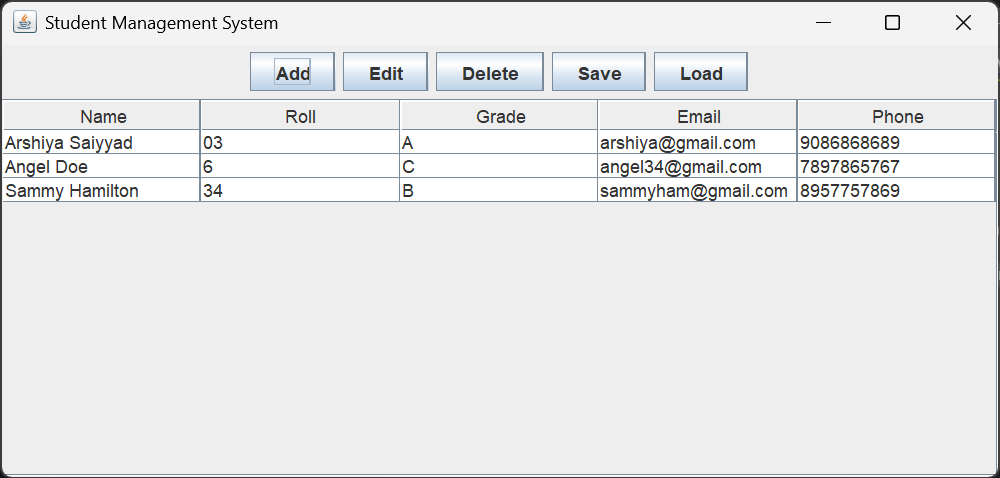 Student Management System
Add Edit Delete Save Load
Name Roll Grade Email Phone
Arshiya Saiyyad 03 A arshiya@gmail.com 9086868689
Angel Doe 6 C angel34@gmail.com 7897865767
Sammy Hamilton 34 B sammyham@gmail.com 8957757869